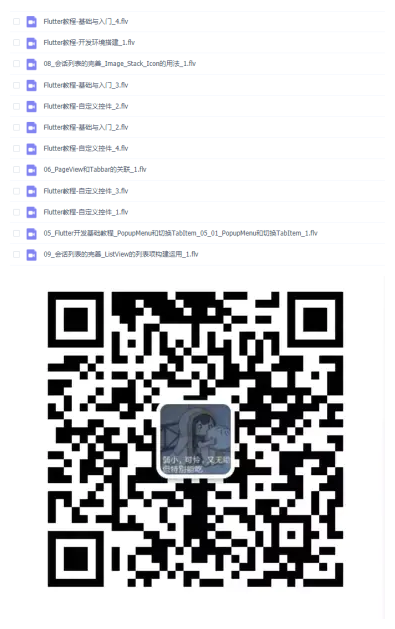 Flutter教程-基础与入门_4.flv
Flutter教程-开发环境搭建_1.flv
08_会话列表的完善_Image_Stack_Icon的用法_1.flv
Flutter教程-基础与入门_3.flv
Flutter教程-自定义控件_2.flv
Flutter教程-基础与入门_2.flv
Flutter教程-自定义控件_4.flv
06_PageView和Tabbar的关联_1.flv
Flutter教程-自定义控件_3.flv
Flutter教程-自定义控件_1.flv
05_Flutter开发基础教程_PopupMenu和切换TabItem_05_01_PopupMenu和切换TabItem_1.flv
09_会话列表的完善_ListView的列表项构建运用_1.flv
弱小，可怜，又无助
但特别能吃